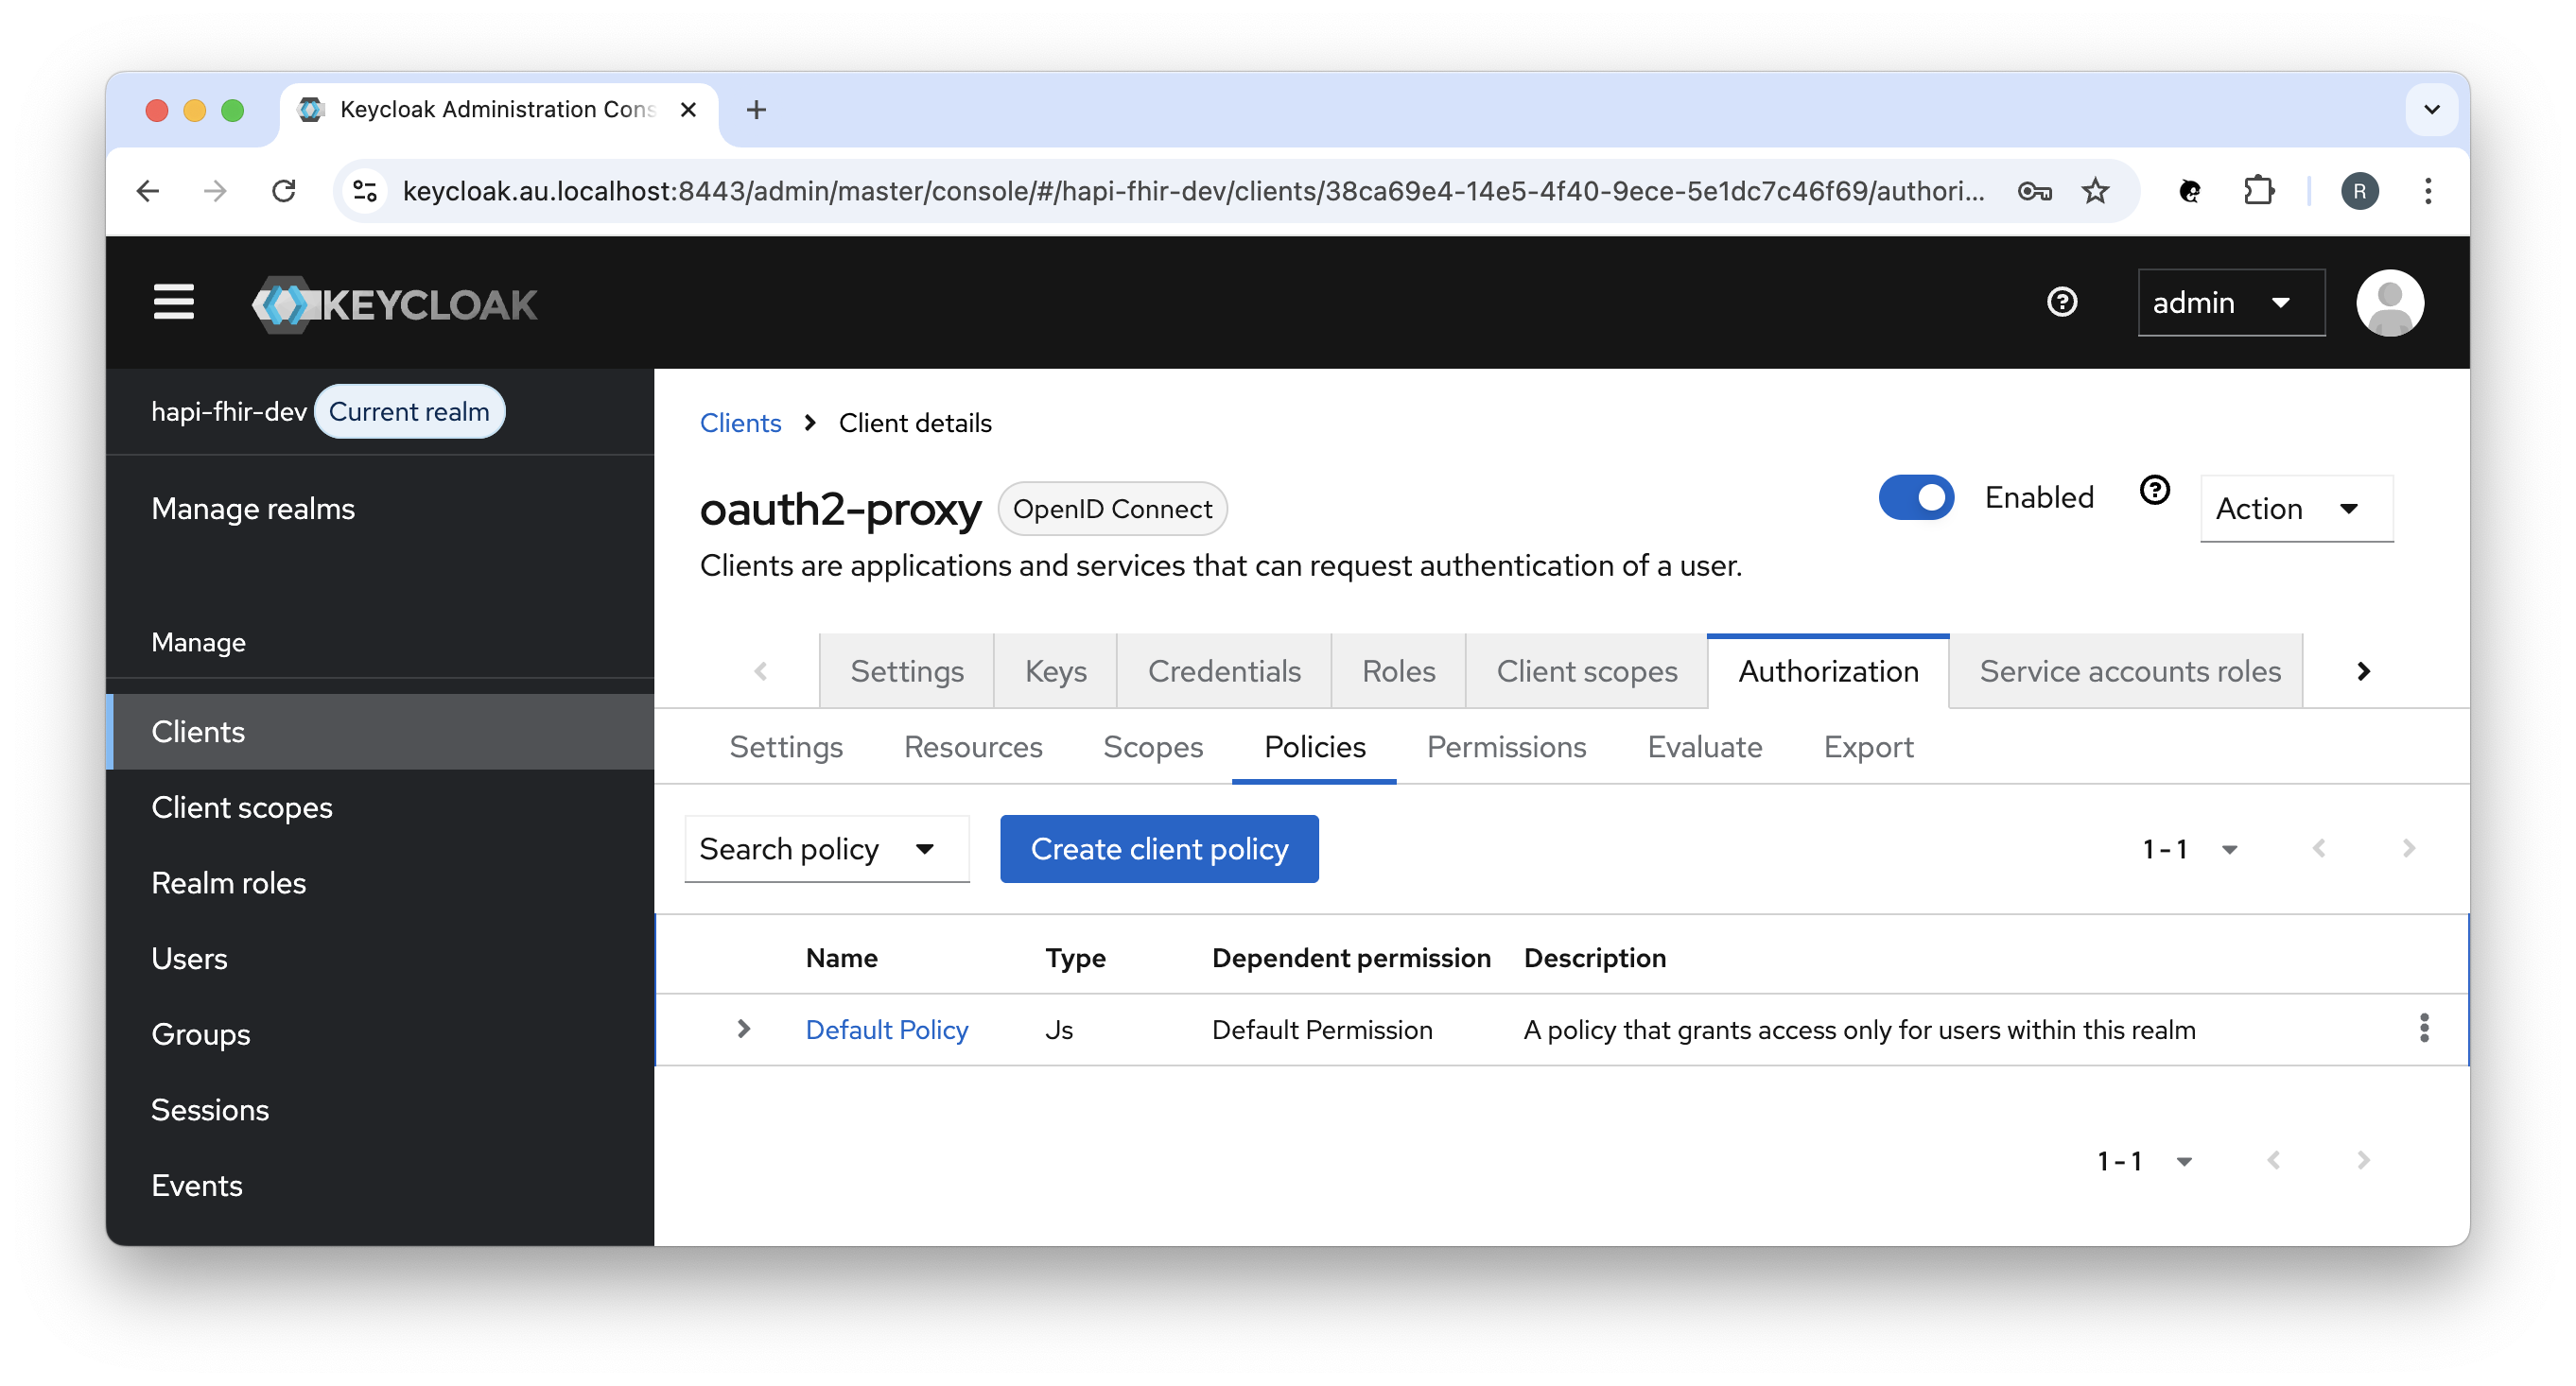 Keycloak Administration Cons
keycloak.au.localhost:8443/admin/master/console/#/hapi-fhir-dev/clients/38ca69e4-14e5-4f40-9ece-5e1dc7c46f69/authori...
R
KEYCLOAK
admin
hapi-fhir-dev Current realm
Manage realms
Manage
Clients
Client scopes
Realm roles
Users
Groups
Sessions
Events
Clients Client details
oauth2-proxy OpenID Connect
Enabled
Action
Clients are applications and services that can request authentication of a user.
Settings Keys Credentials Roles Client scopes Authorization Service accounts roles
Settings Resources Scopes Policies Permissions Evaluate Export
Search policy Create client policy 1 - 1
Name Type Dependent permission Description
Default Policy Js Default Permission A policy that grants access only for users within this realm
1 - 1